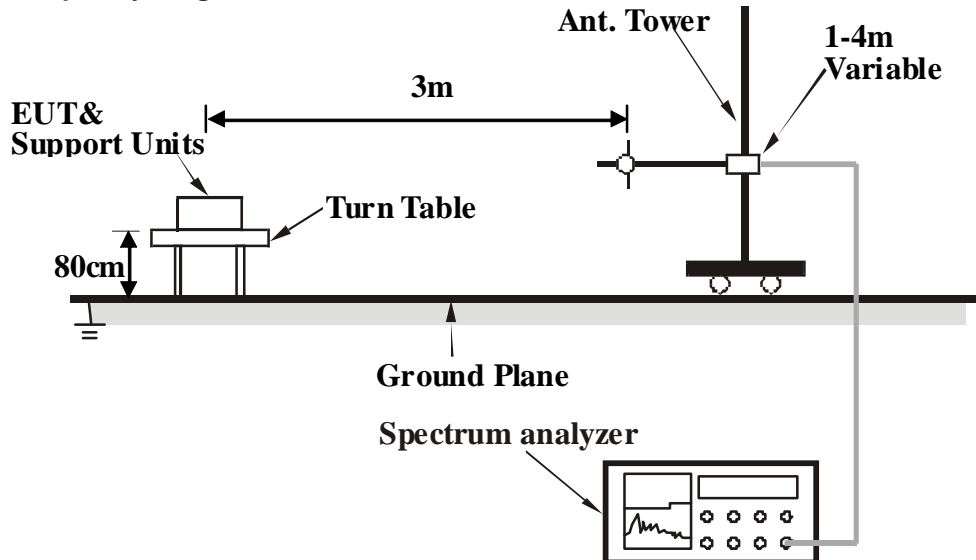 Ant. Tower
1-4m
Variable
3m
EUT&
Support Units
Turn Table
80cm
Ground Plane
Spectrum analyzer